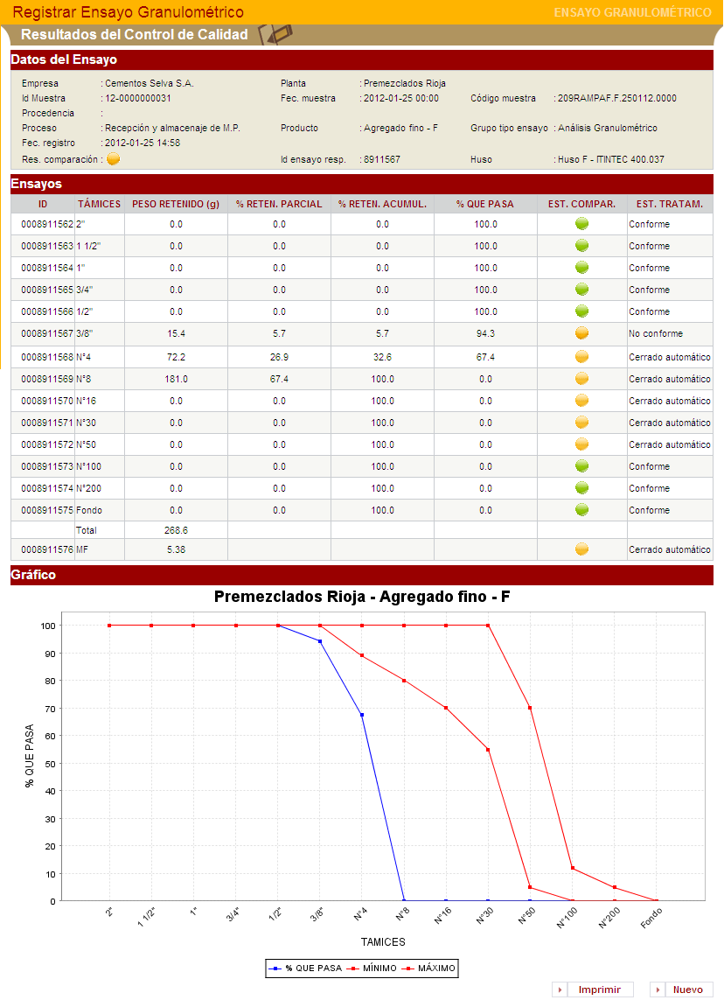 Registrar Ensayo Granulométrico
ENSAYO GRANULOMÉTRICO
Resultados del Control de Calidad
Datos del Ensayo
Empresa : Cementos Selva S.A. Planta : Premezclados Rioja
Id Muestra : 12-0000000031 Fec. muestra : 2012-01-25 00:00 Código muestra : 209RAMPAF.F.250112.0000
Procedencia :
Proceso : Recepción y almacenaje de M.P. Producto : Agregado fino - F Grupo tipo ensayo : Análisis Granulométrico
Fec. registro : 2012-01-25 14:58
Res. comparación : Id ensayo resp. : 8911567 Huso : Huso F - ITINTEC 400.037
Ensayos
ID TÁMICES PESO RETENIDO (g) % RETEN. PARCIAL % RETEN. ACUMUL. % QUE PASA EST. COMPAR. EST. TRATAM.
0008911562 2" 0.0 0.0 0.0 100.0 Conforme
0008911563 1 1/2" 0.0 0.0 0.0 100.0 Conforme
0008911564 1" 0.0 0.0 0.0 100.0 Conforme
0008911565 3/4" 0.0 0.0 0.0 100.0 Conforme
0008911566 1/2" 0.0 0.0 0.0 100.0 Conforme
0008911567 3/8" 15.4 5.7 5.7 94.3 No conforme
0008911568 N°4 72.2 26.9 32.6 67.4 Cerrado automático
0008911569 N°8 181.0 67.4 100.0 0.0 Cerrado automático
0008911570 N°16 0.0 0.0 100.0 0.0 Cerrado automático
0008911571 N°30 0.0 0.0 100.0 0.0 Cerrado automático
0008911572 N°50 0.0 0.0 100.0 0.0 Cerrado automático
0008911573 N°100 0.0 0.0 100.0 0.0 Conforme
0008911574 N°200 0.0 0.0 100.0 0.0 Conforme
0008911575 Fondo 0.0 0.0 100.0 0.0 Conforme
Total 268.6
0008911576 MF 5.38 Cerrado automático
Gráfico
Premezclados Rioja - Agregado fino - F
100
90
80
70
60
50
40
30
20
10
0
% QUE PASA
2" 1 1/2" 1" 3/4" 1/2" 3/8" N°4 N°8 N°16 N°30 N°50 N°100 N°200 Fondo
TAMICES
% QUE PASA MÍNIMO MÁXIMO
Imprimir Nuevo